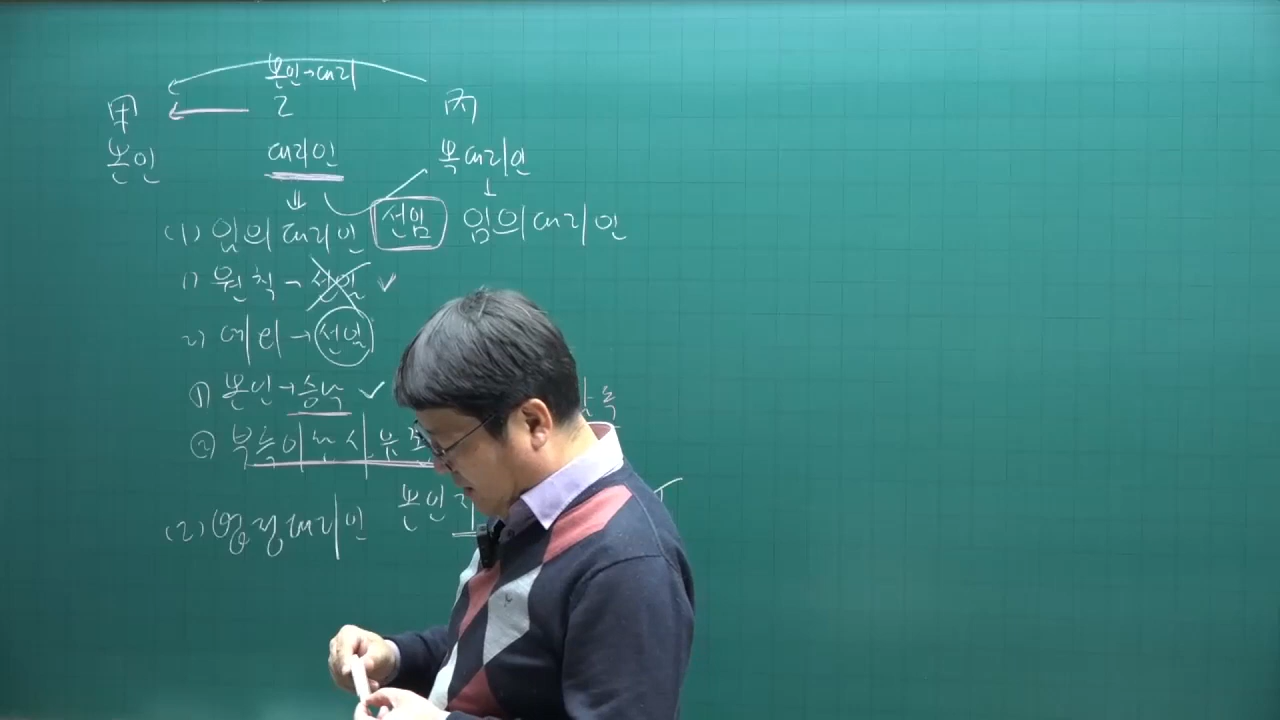 본인→대리
甲 乙 丙
본인 대리인 복대리인
(1) 임의대리인 선임 임의대리인
1) 원칙 → 선임
2) 예외 → 선임
① 본인 → 승낙
② 부득이한 사유
본인
(2) 법정대리인